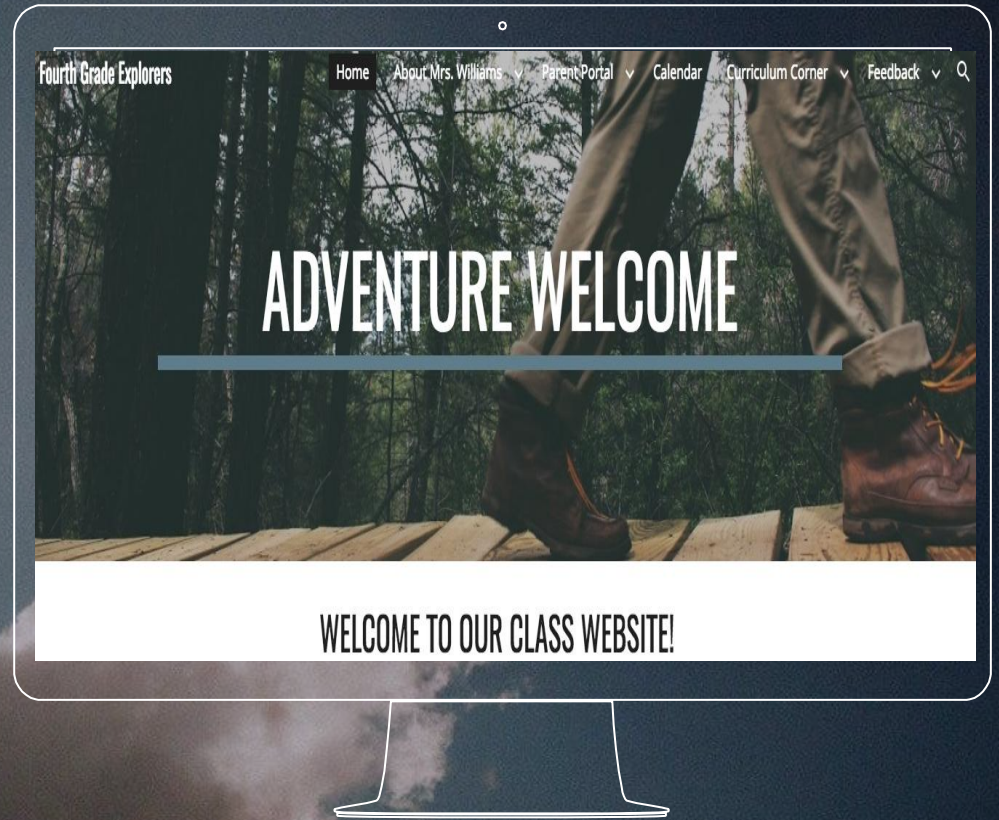 Fourth Grade Explorers Home About Mrs. Williams Parent Portal Calendar Curriculum Corner Feedback
ADVENTURE WELCOME
WELCOME TO OUR CLASS WEBSITE!